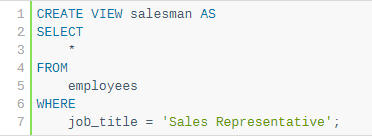 1 CREATE VIEW salesman AS
2 SELECT
3     *
4 FROM
5     employees
6 WHERE
7     job_title = 'Sales Representative';